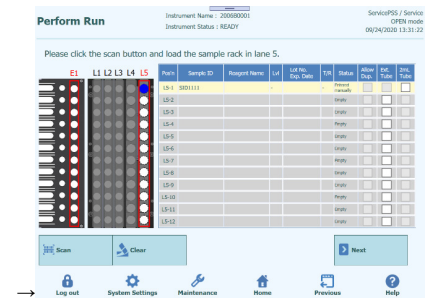 Perform Run
Instrument Name : 200680001
Instrument Status : READY
ServicePSS / Service
OPEN mode
09/24/2020 13:31:22
Please click the scan button and load the sample rack in lane 5.
E1 L1 L2 L3 L4 L5
Pos'n Sample ID Reagent Name Lvl Lot No. Exp. Date T/R Status Allow Dup. Ext. Tube 2mL Tube
L5-1 SID1111 - - Entered manually
L5-2 Empty
L5-3 Empty
L5-4 Empty
L5-5 Empty
L5-6 Empty
L5-7 Empty
L5-8 Empty
L5-9 Empty
L5-10 Empty
L5-11 Empty
L5-12 Empty
Scan Clear Next
Log out System Settings Maintenance Home Previous Help